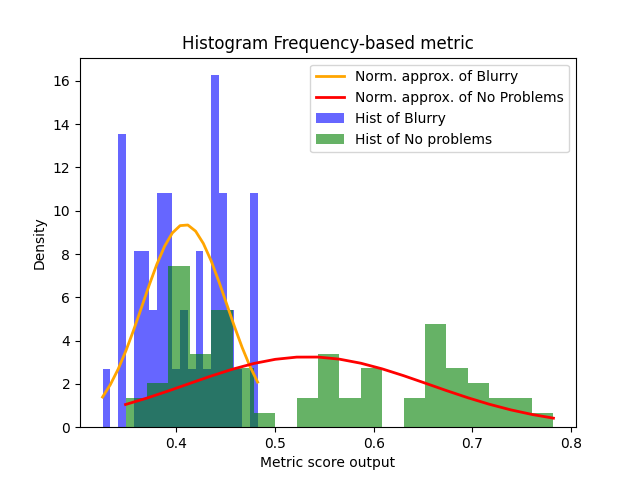 Histogram Frequency-based metric
Norm. approx. of Blurry
Norm. approx. of No Problems
Hist of Blurry
Hist of No problems
Density
16
14
12
10
8
6
4
2
0
0.4
0.5
0.6
0.7
0.8
Metric score output